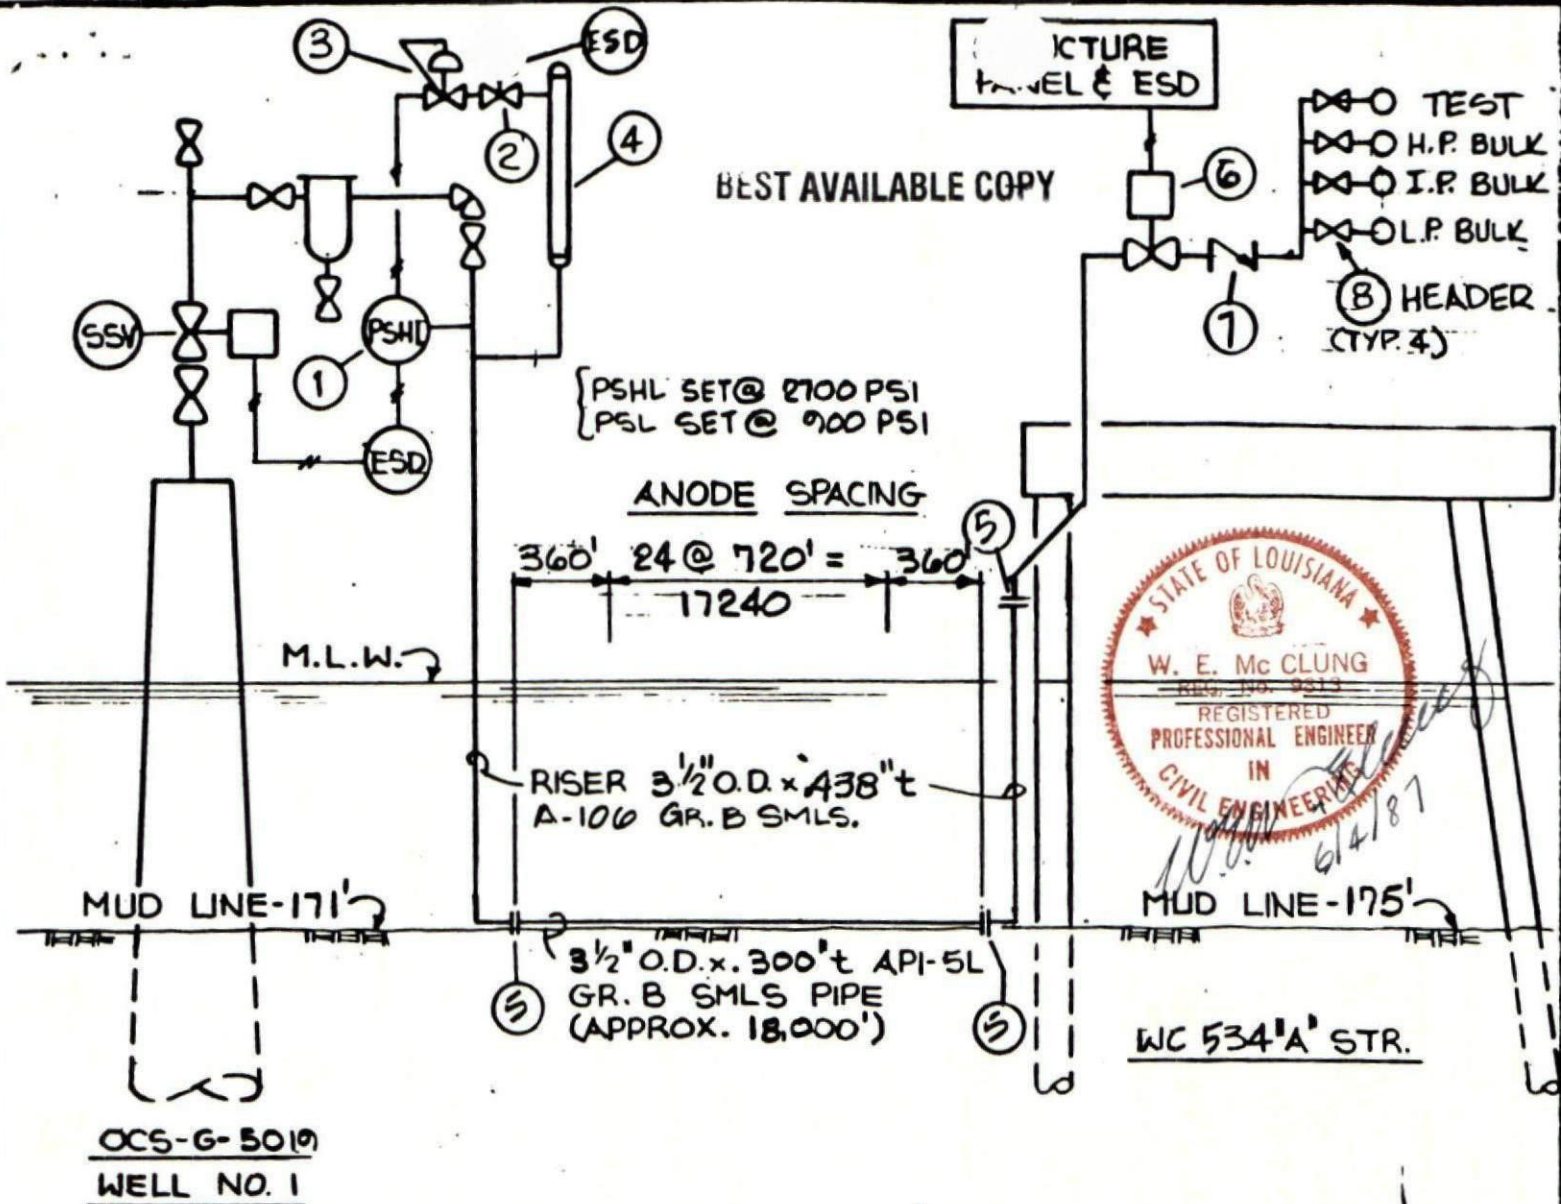 3
ESD
2
4
BEST AVAILABLE COPY
CTURE
EL & ESD
6
TEST
H.P. BULK
I.P. BULK
L.P. BULK
7
8 HEADER
(TYP. 4)
SSV
1
PSHL
ESD
PSHL SET @ 2700 PSI
PSL SET @ 900 PSI
ANODE SPACING
360' 24 @ 720' = 360'
17240
5
M.L.W.
RISER 3 1/2" O.D. x .438" t
A-106 GR. B SMLS.
STATE OF LOUISIANA
W. E. Mc CLUNG
REG. No. 9313
REGISTERED
PROFESSIONAL ENGINEER
IN
CIVIL ENGINEERING
6/4/87
MUD LINE-171'
MUD LINE-175'
3 1/2" O.D. x .300" t API-5L
GR. B SMLS PIPE
(APPROX. 18,000')
5
5
WC 534 "A" STR.
OCS-G-5019
WELL NO. 1